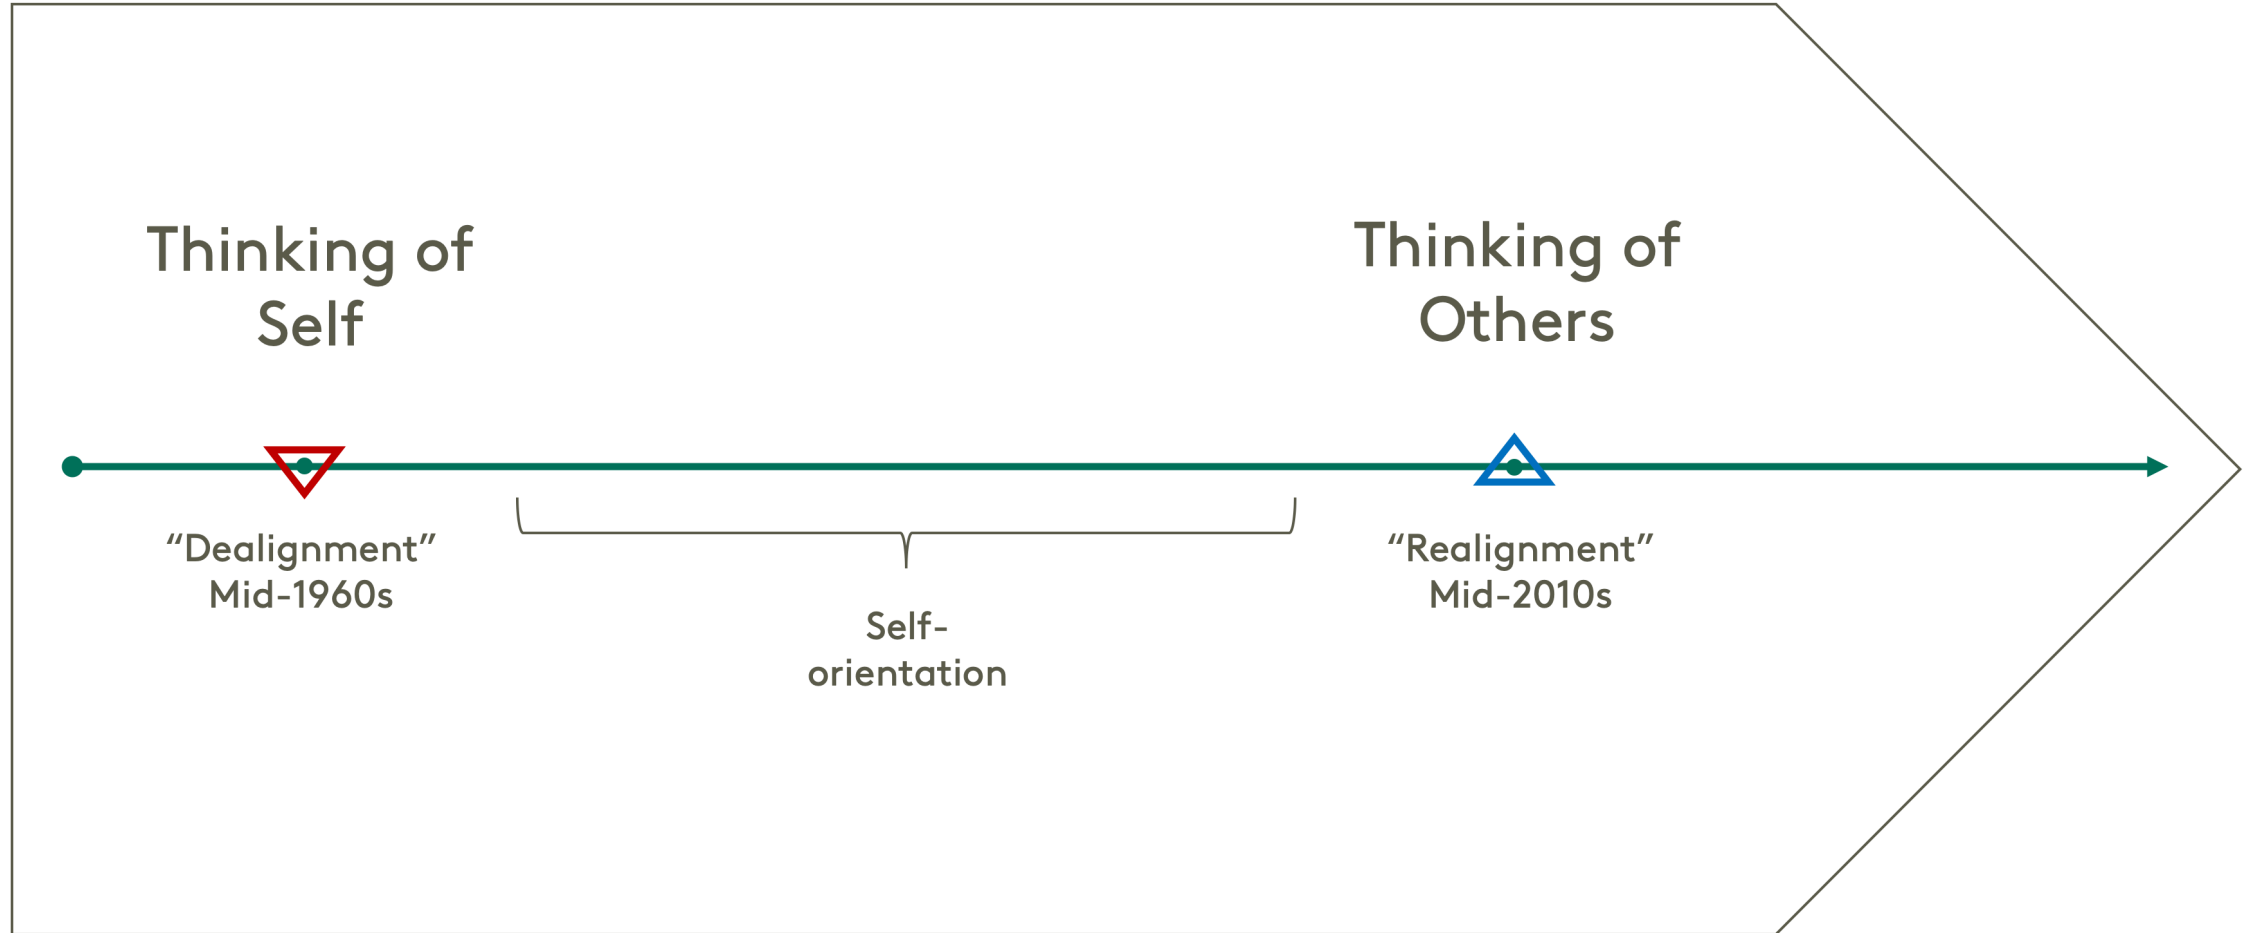 Thinking of
Self
Thinking of
Others
“Dealignment”
Mid-1960s
“Realignment”
Mid-2010s
Self-
orientation